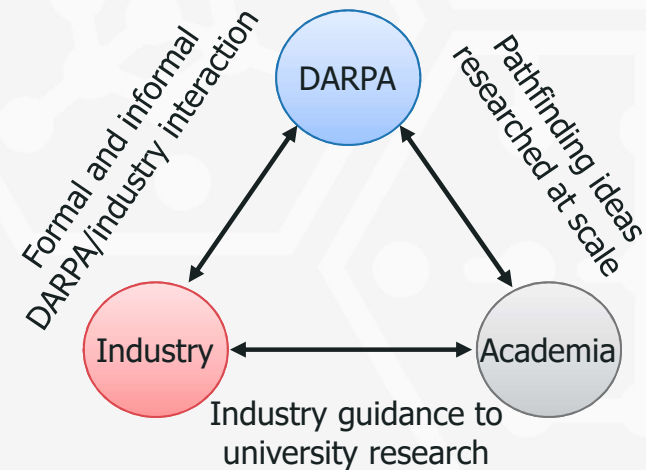 DARPA
Formal and informal
DARPA/industry interaction
Pathfinding ideas
researched at scale
Industry
Academia
Industry guidance to
university research